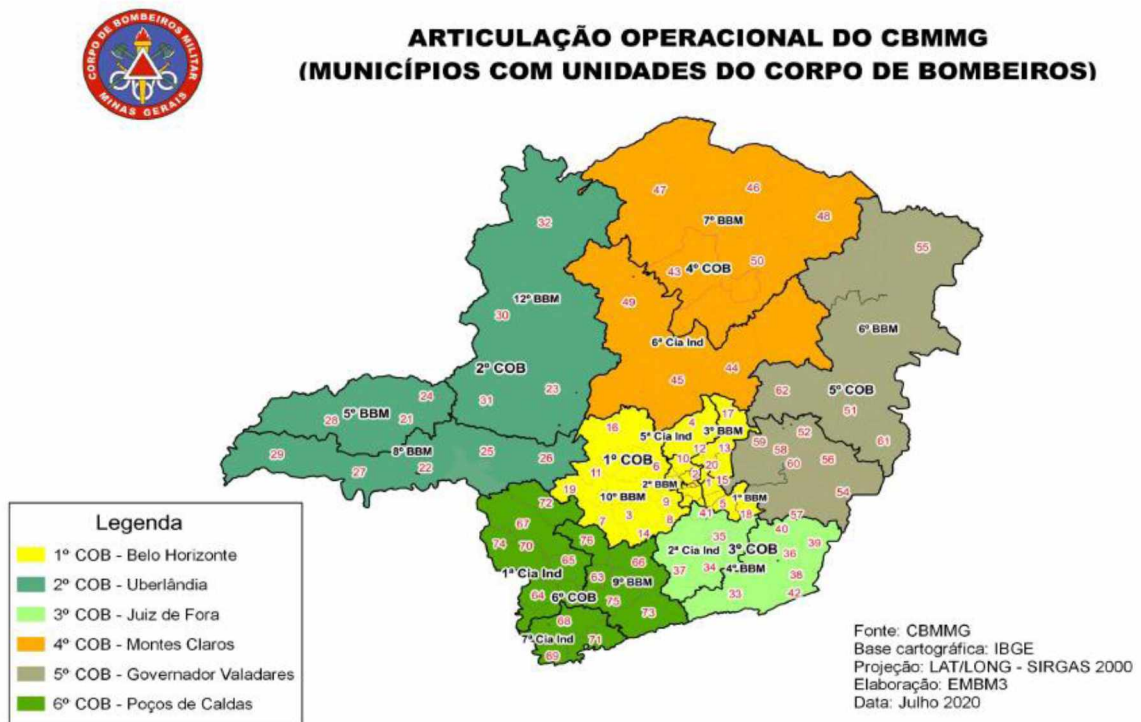 CORPO DE BOMBEIROS MILITAR
MINAS GERAIS
ARTICULAÇÃO OPERACIONAL DO CBMMG
(MUNICÍPIOS COM UNIDADES DO CORPO DE BOMBEIROS)
47
46
48
7º BBM
32
55
43
4º COB
50
12º BBM
49
30
6º BBM
6ª Cia Ind
2º COB
44
45
62
5º COB
23
24
31
51
5º BBM
28
21
16
4
17
5ª Cia Ind
3º BBM
52
59
61
8º BBM
25
12
13
58
29
1º COB
10
56
26
6
20
60
27
22
11
2
2º BBM
1
15
54
19
10º BBM
9
5
1º BBM
72
3
41
18
57
67
7
8
14
40
74
70
76
35
39
2ª Cia Ind
3º COB
36
65
66
1ª Cia Ind
37
34
4º BBM
63
9º BBM
38
64
6º COB
75
33
42
68
73
7ª Cia Ind
71
69
Legenda
1º COB - Belo Horizonte
2º COB - Uberlândia
3º COB - Juiz de Fora
4º COB - Montes Claros
5º COB - Governador Valadares
6º COB - Poços de Caldas
Fonte: CBMMG
Base cartográfica: IBGE
Projeção: LAT/LONG - SIRGAS 2000
Elaboração: EMBM3
Data: Julho 2020